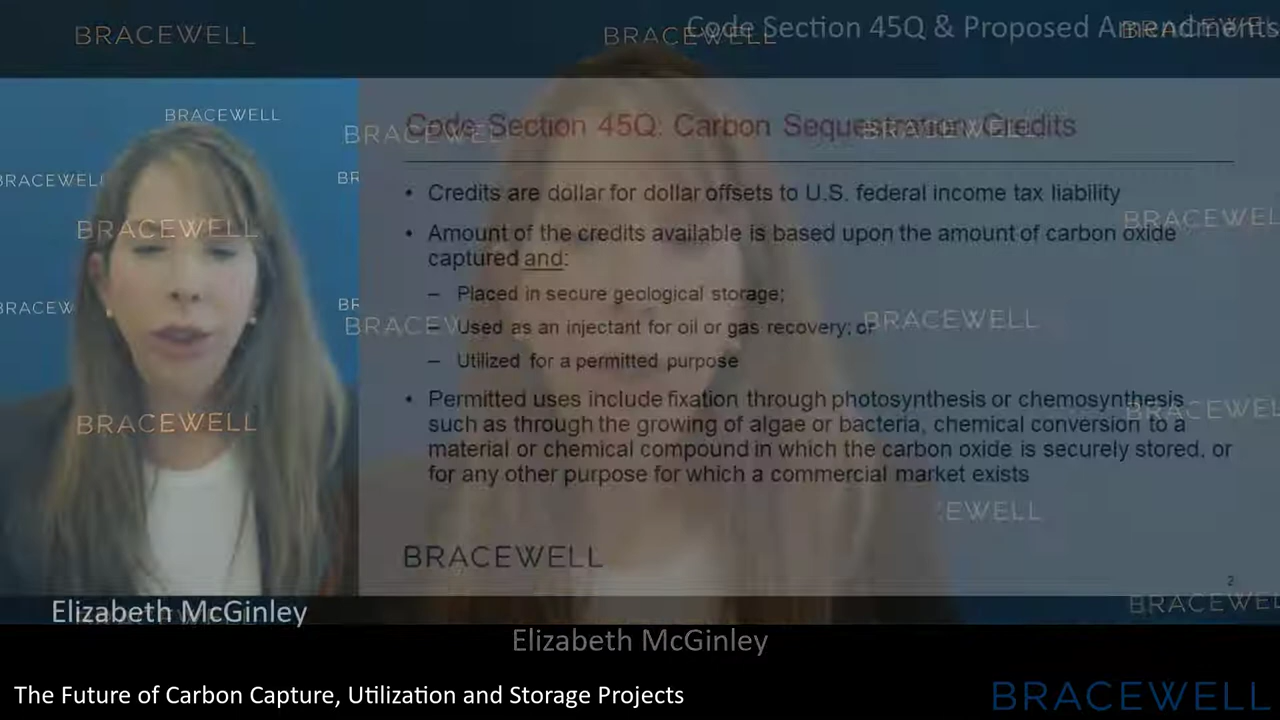 Code Section 45Q & Proposed Amendments
BRACEWELL
BRACEWELL
BRACEWELL
BRACEWELL
BRACEWELL
BRACEWELL
Code Section 45Q: Carbon Sequestration Credits
• Credits are dollar for dollar offsets to U.S. federal income tax liability
• Amount of the credits available is based upon the amount of carbon oxide
captured and:
– Placed in secure geological storage;
– Used as an injectant for oil or gas recovery; or
– Utilized for a permitted purpose
• Permitted uses include fixation through photosynthesis or chemosynthesis,
such as through the growing of algae or bacteria, chemical conversion to a
material or chemical compound in which the carbon oxide is securely stored, or
for any other purpose for which a commercial market exists
BRACEWELL
BRACEWELL
BRACEWELL
BRACEWELL
2
Elizabeth McGinley
Elizabeth McGinley
The Future of Carbon Capture, Utilization and Storage Projects
BRACEWELL